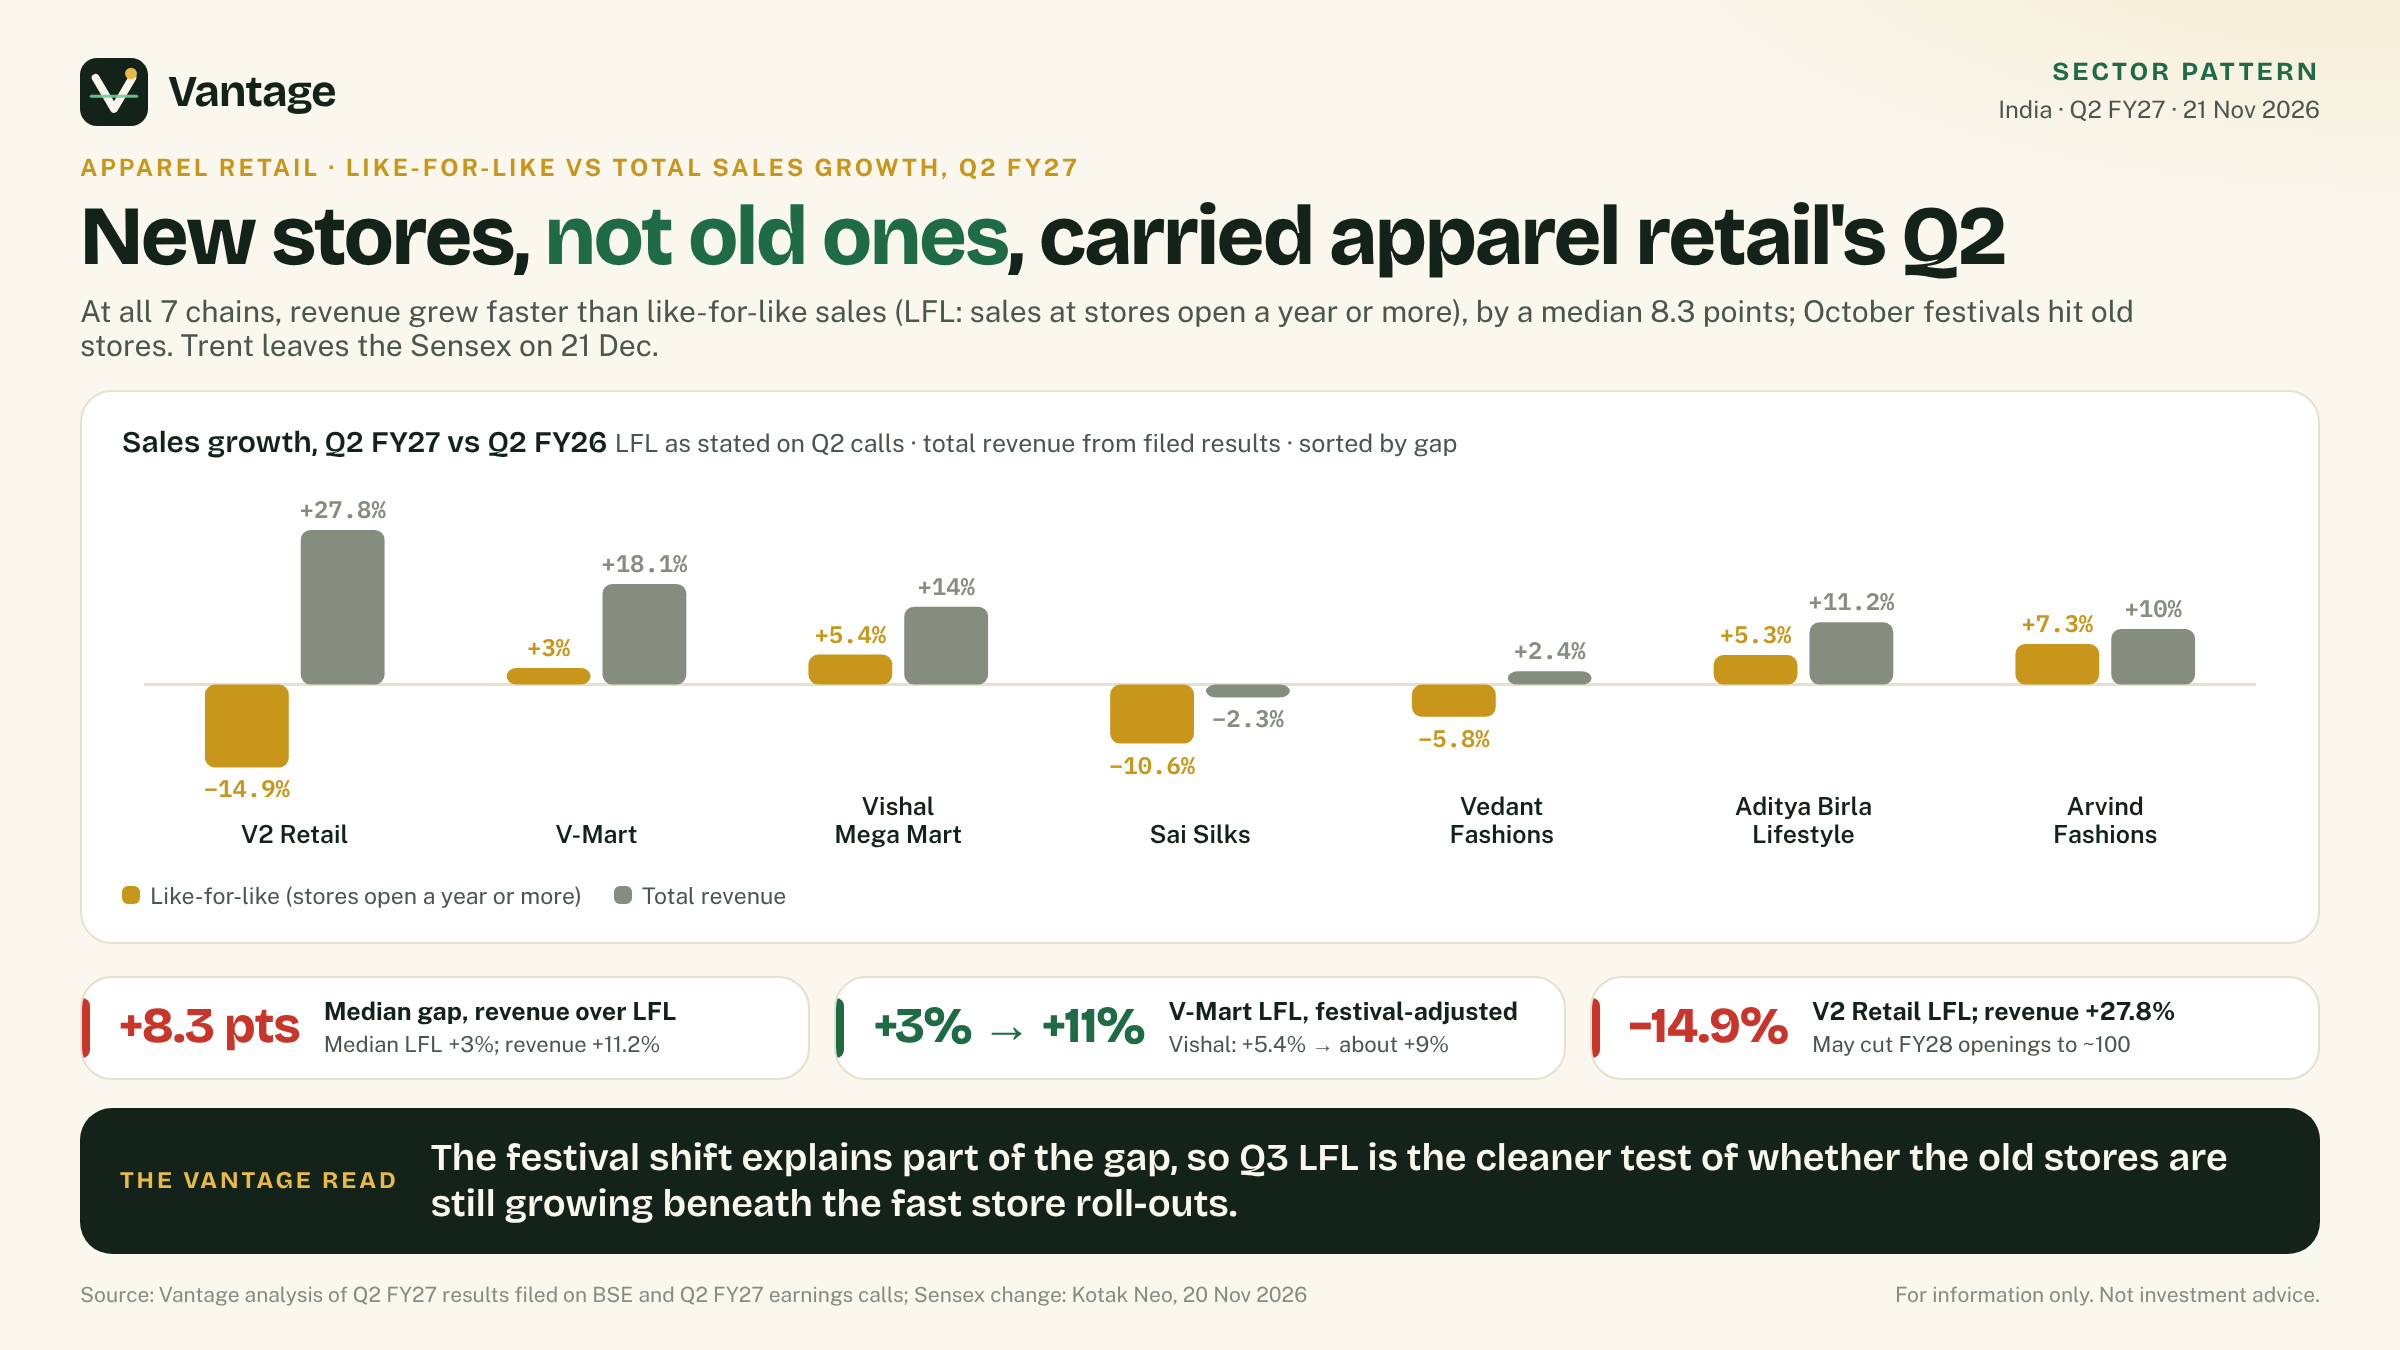 Vantage
SECTOR PATTERN
India · Q2 FY27 · 21 Nov 2026
APPAREL RETAIL · LIKE-FOR-LIKE VS TOTAL SALES GROWTH, Q2 FY27
New stores, not old ones, carried apparel retail's Q2
At all 7 chains, revenue grew faster than like-for-like sales (LFL: sales at stores open a year or more), by a median 8.3 points; October festivals hit old
stores. Trent leaves the Sensex on 21 Dec.
Sales growth, Q2 FY27 vs Q2 FY26 LFL as stated on Q2 calls · total revenue from filed results · sorted by gap
+27.8%
−14.9%
V2 Retail
+3%
+18.1%
V-Mart
+5.4%
+14%
Vishal
Mega Mart
−10.6%
−2.3%
Sai Silks
−5.8%
+2.4%
Vedant
Fashions
+5.3%
+11.2%
Aditya Birla
Lifestyle
+7.3%
+10%
Arvind
Fashions
Like-for-like (stores open a year or more)
Total revenue
+8.3 pts
Median gap, revenue over LFL
Median LFL +3%; revenue +11.2%
+3% → +11%
V-Mart LFL, festival-adjusted
Vishal: +5.4% → about +9%
−14.9%
V2 Retail LFL; revenue +27.8%
May cut FY28 openings to ~100
THE VANTAGE READ
The festival shift explains part of the gap, so Q3 LFL is the cleaner test of whether the old stores are
still growing beneath the fast store roll-outs.
Source: Vantage analysis of Q2 FY27 results filed on BSE and Q2 FY27 earnings calls; Sensex change: Kotak Neo, 20 Nov 2026
For information only. Not investment advice.